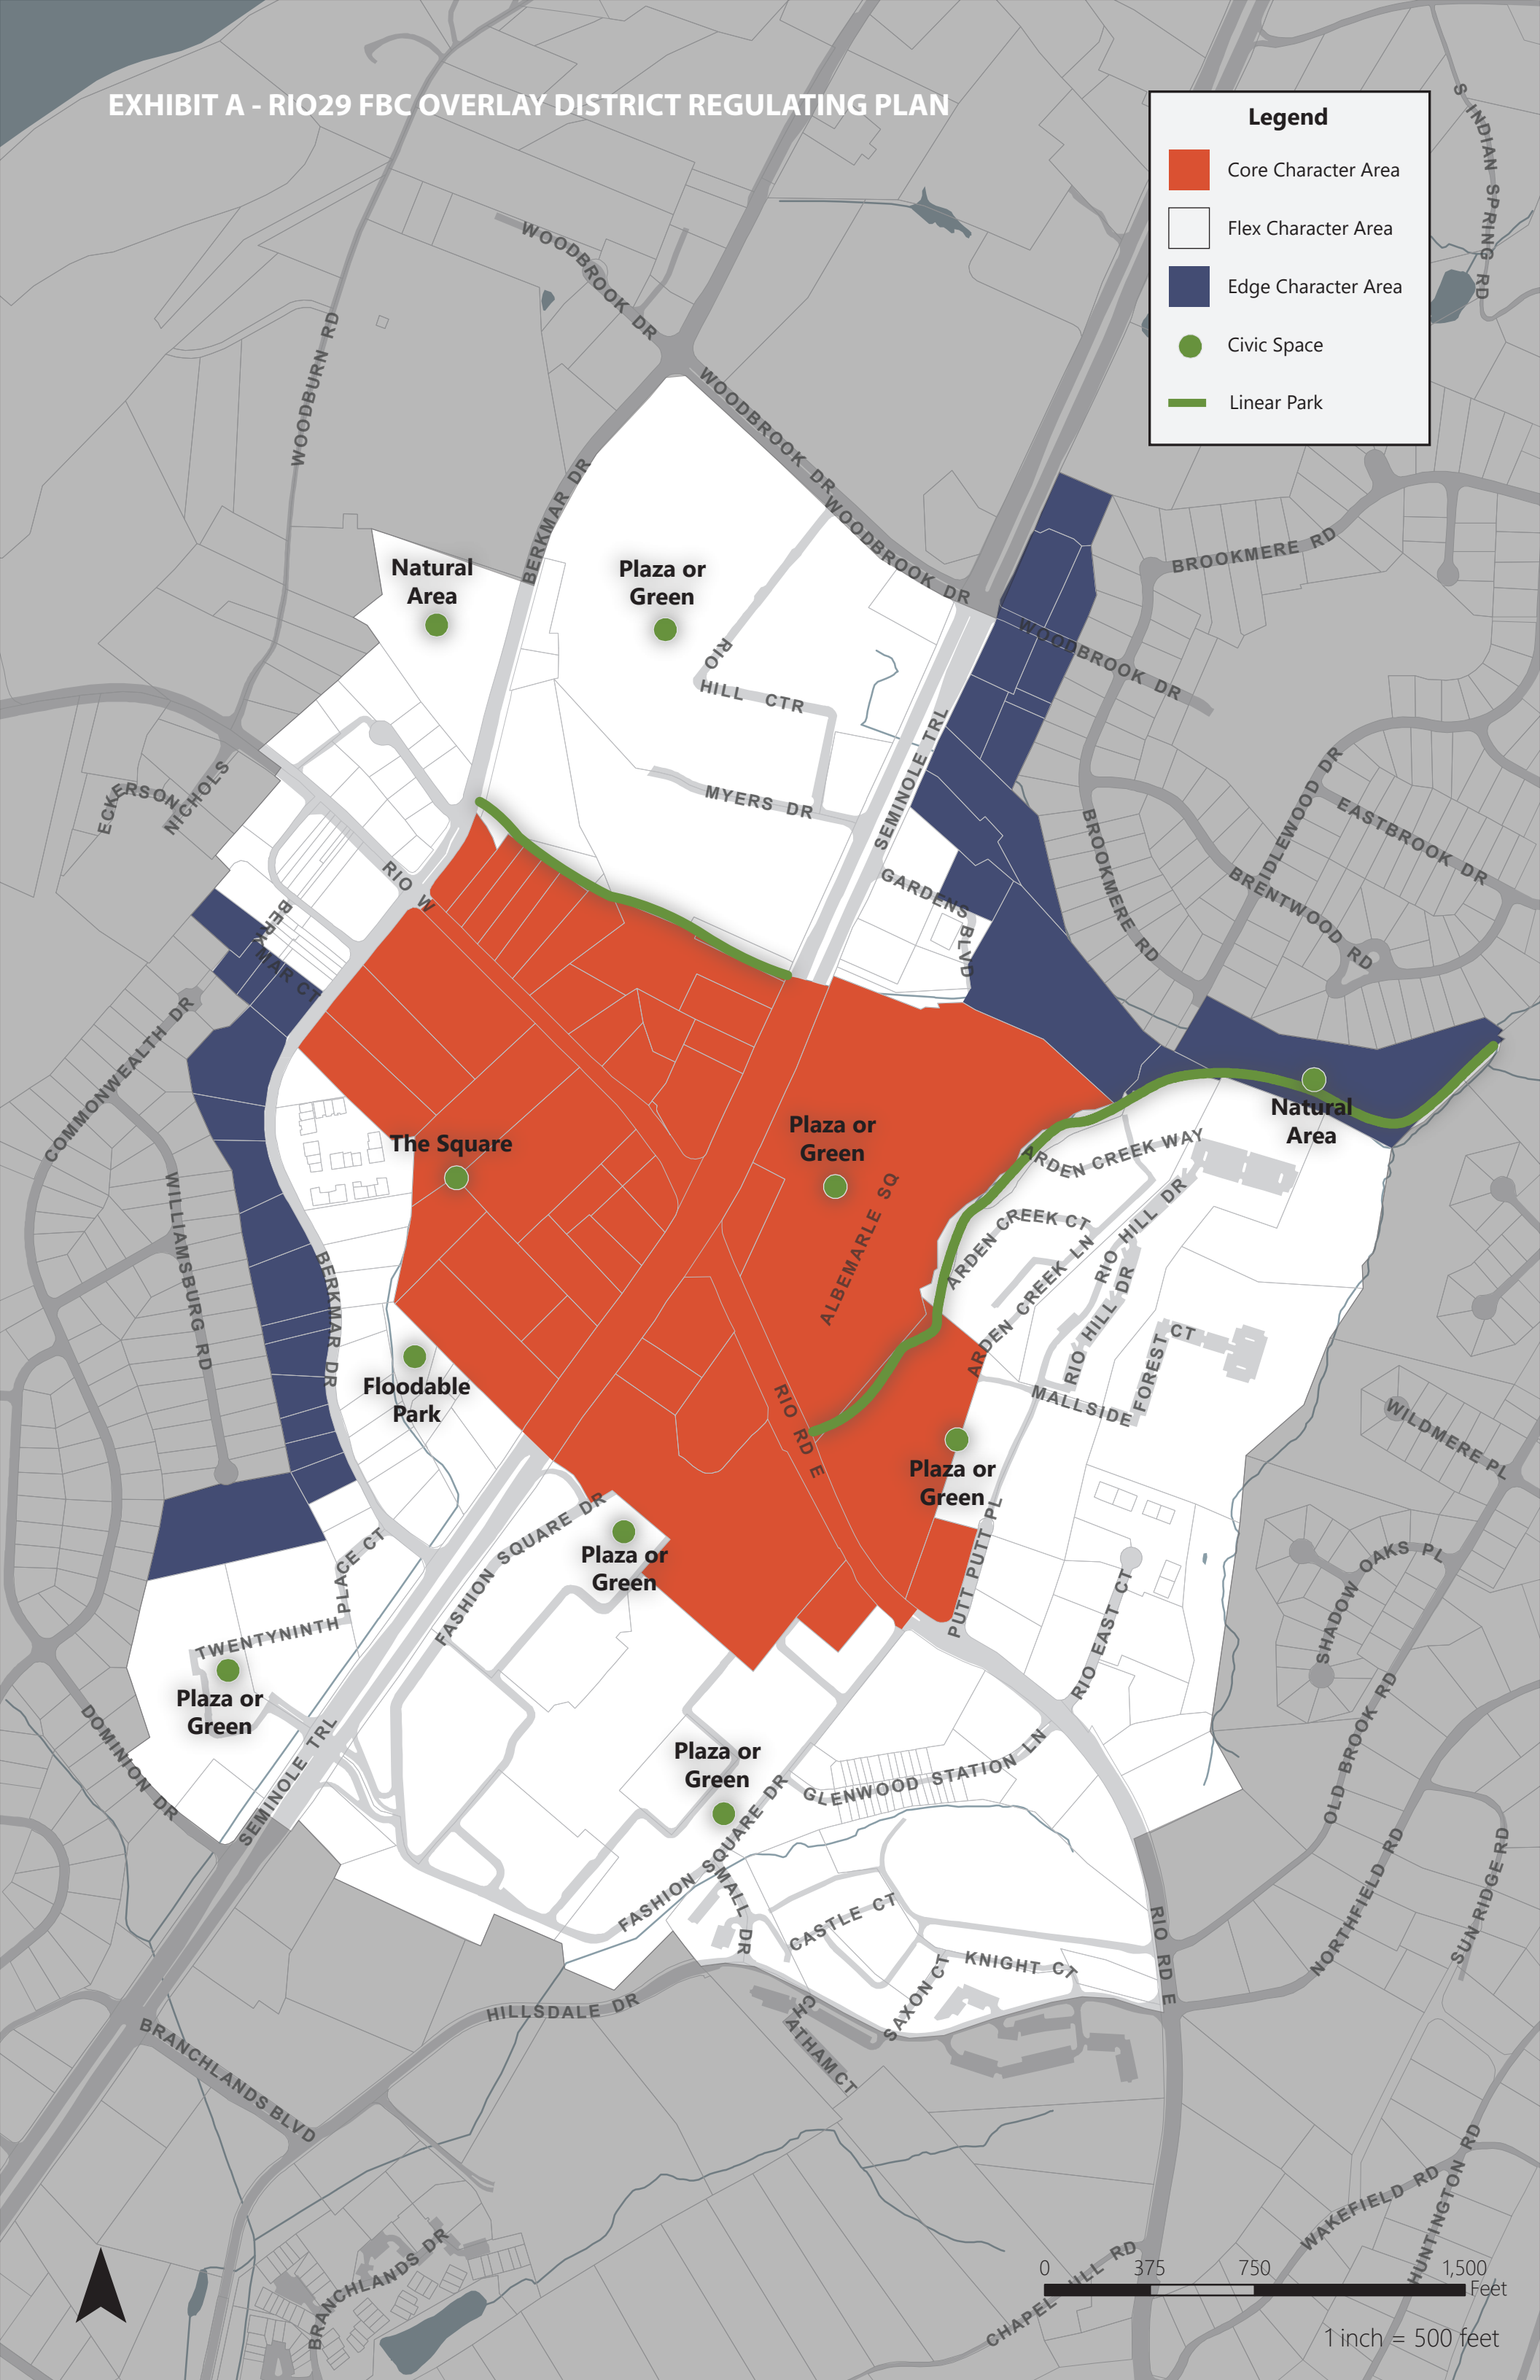 EXHIBIT A - RIO29 FBC OVERLAY DISTRICT REGULATING PLAN
Legend
Core Character Area
Flex Character Area
Edge Character Area
Civic Space
Linear Park
S INDIAN SPRING RD
WOODBROOK DR
WOODBURN RD
WOODBROOK DR
WOODBROOK DR
BERKMAR DR
BROOKMERE RD
Natural
Area
Plaza or
Green
WOODBROOK DR
RIO
HILL CTR
MYERS DR
SEMINOLE TRL
ECKERSON
NICHOLS
IDLEWOOD DR
EASTBROOK DR
BROOKMERE RD
BRENTWOOD RD
RIO W
GARDENS
BLVD
BERK
MAR CT
COMMONWEALTH DR
The Square
Plaza or
Green
Natural
Area
ARDEN CREEK WAY
WILLIAMSBURG RD
ALBEMARLE SQ
ARDEN CREEK CT
RIO HILL DR
ARDEN CREEK LN
RIO HILL DR
BERKMAR DR
FOREST CT
Floodable
Park
MALLSIDE
RIO RD E
WILDMERE PL
Plaza or
Green
PUTT PUTT PL
FASHION SQUARE DR
Plaza or
Green
PLACE CT
TWENTYNINTH
SHADOW OAKS PL
RIO EAST CT
Plaza or
Green
DOMINION DR
SEMINOLE TRL
OLD BROOK RD
Plaza or
Green
GLENWOOD STATION LN
FASHION SQUARE DR
MALL DR
CASTLE CT
KNIGHT CT
SAXON CT
RIO RD E
NORTHFIELD RD
SUN RIDGE RD
HILLSDALE DR
CH
ATHAM CT
BRANCHLANDS BLVD
BRANCHLANDS DR
WAKEFIELD RD
HUNTINGTON RD
CHAPEL HILL RD
0 375 750 1,500
Feet
1 inch = 500 feet